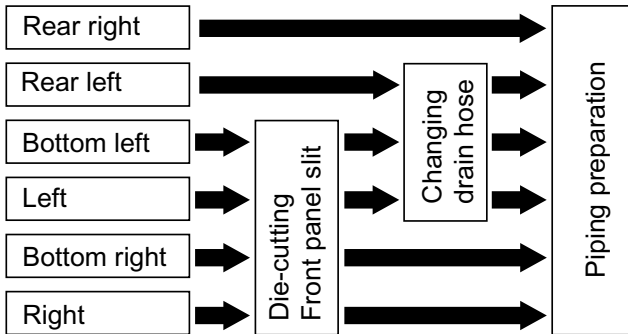 Rear right
Rear left
Bottom left
Left
Bottom right
Right
Die-cutting
Front panel slit
Changing
drain hose
Piping preparation